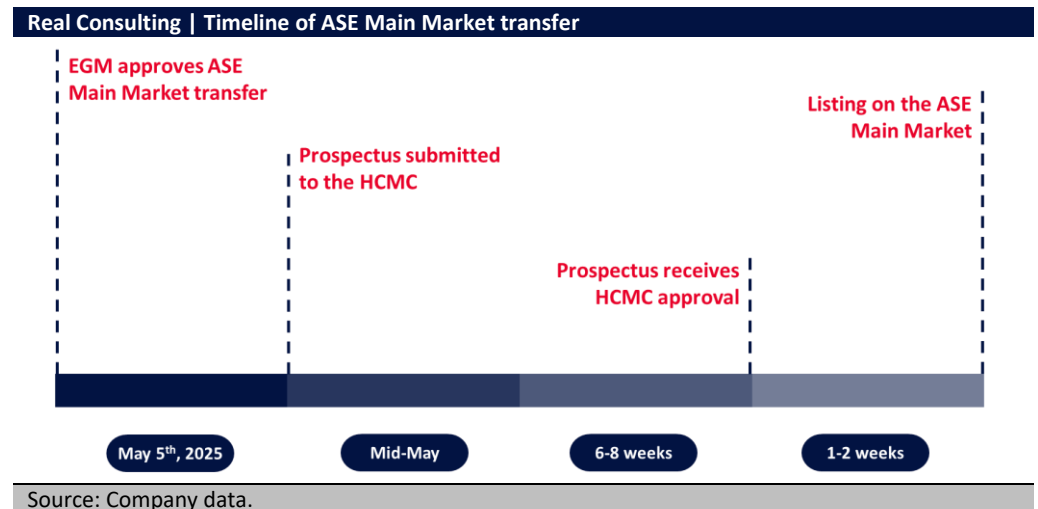 Real Consulting | Timeline of ASE Main Market transfer
EGM approves ASE
Main Market transfer
Listing on the ASE
Main Market
Prospectus submitted
to the HCMC
Prospectus receives
HCMC approval
May 5th, 2025
Mid-May
6-8 weeks
1-2 weeks
Source: Company data.